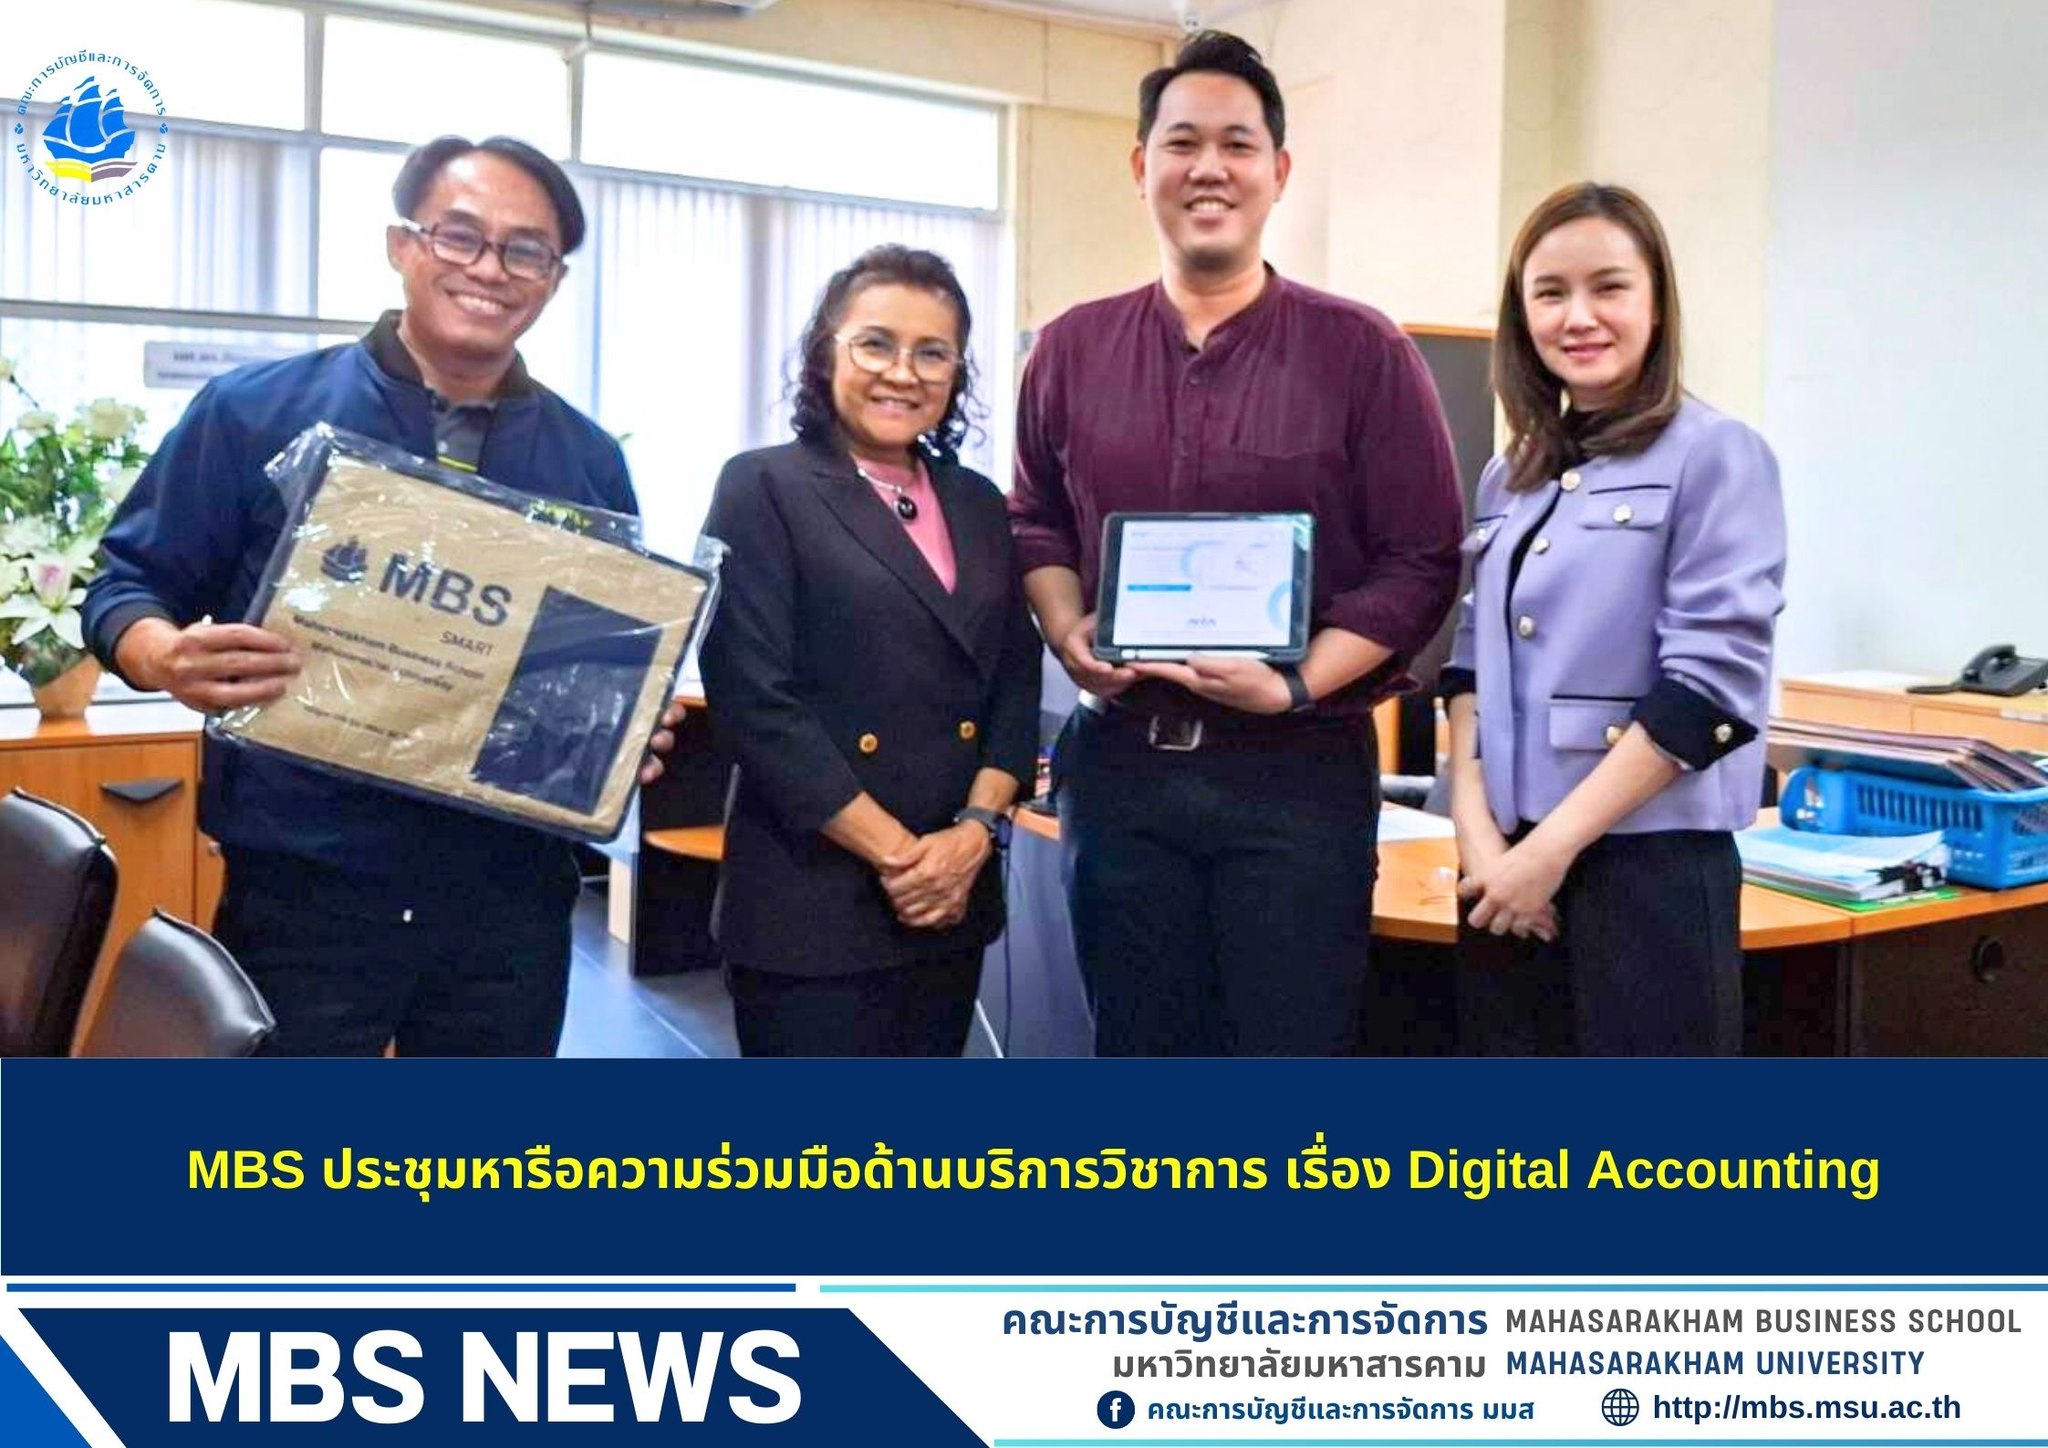 คณะการบัญชีและการจัดการ
มหาวิทยาลัยมหาสารคาม
MBS
SMART
Mahasarakham Business School
MBS ประชุมหารือความร่วมมือด้านบริการวิชาการ เรื่อง Digital Accounting
MBS NEWS
คณะการบัญชีและการจัดการ MAHASARAKHAM BUSINESS SCHOOL
มหาวิทยาลัยมหาสารคาม MAHASARAKHAM UNIVERSITY
คณะการบัญชีและการจัดการ มมส http://mbs.msu.ac.th